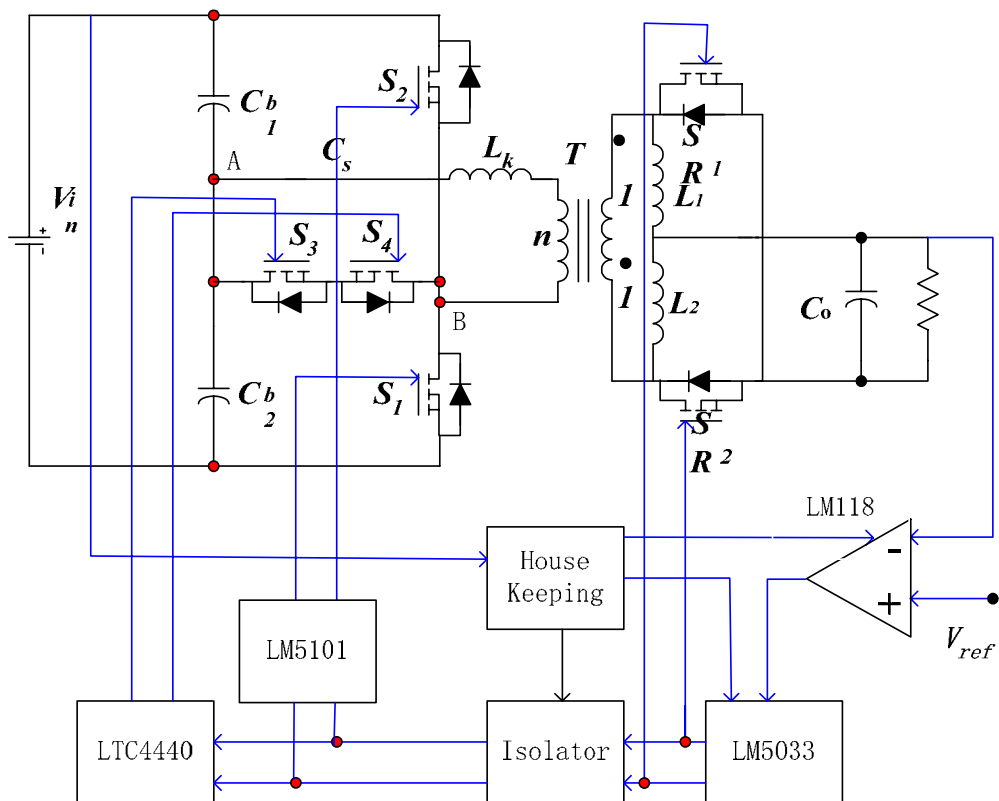 S2
Cb1
A
Cs
Lk
T
SR1
Vin
1
L1
S3
S4
n
B
1
L2
Co
S1
Cb2
SR2
LM118
-
House
Keeping
+
Vref
LM5101
LTC4440
Isolator
LM5033